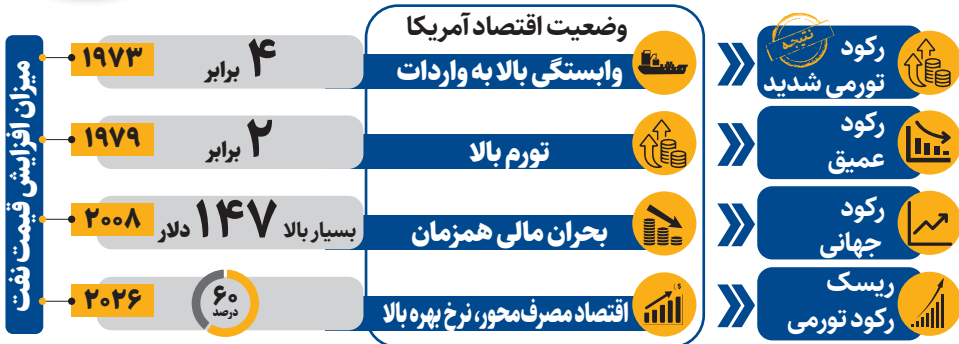 میزان افزایش قیمت نفت
وضعیت اقتصاد آمریکا
نتیجه
۱۹۷۳
۴ برابر
وابستگی بالا به واردات
رکود
تورمی شدید
۱۹۷۹
۲ برابر
تورم بالا
رکود
عمیق
۲۰۰۸
بسیار بالا ۱۴۷ دلار
بحران مالی همزمان
رکود
جهانی
۲۰۲۶
۶۰
درصد
اقتصاد مصرف‌محور، نرخ بهره بالا
($
ریسک
رکود تورمی